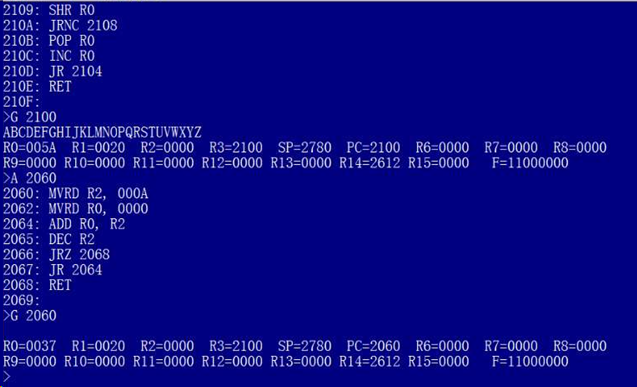 2109: SHR R0
210A: JRNC 2108
210B: POP R0
210C: INC R0
210D: JR 2104
210E: RET
210F:
>G 2100
ABCDEFGHIJKLMNOPQRSTUVWXYZ
R0=005A R1=0020 R2=0000 R3=2100 SP=2780 PC=2100 R6=0000 R7=0000 R8=0000
R9=0000 R10=0000 R11=0000 R12=0000 R13=0000 R14=2612 R15=0000 F=11000000
>A 2060
2060: MVRD R2, 000A
2062: MVRD R0, 0000
2064: ADD R0, R2
2065: DEC R2
2066: JRZ 2068
2067: JR 2064
2068: RET
2069:
>G 2060
R0=0037 R1=0020 R2=0000 R3=2100 SP=2780 PC=2060 R6=0000 R7=0000 R8=0000
R9=0000 R10=0000 R11=0000 R12=0000 R13=0000 R14=2612 R15=0000 F=11000000
>